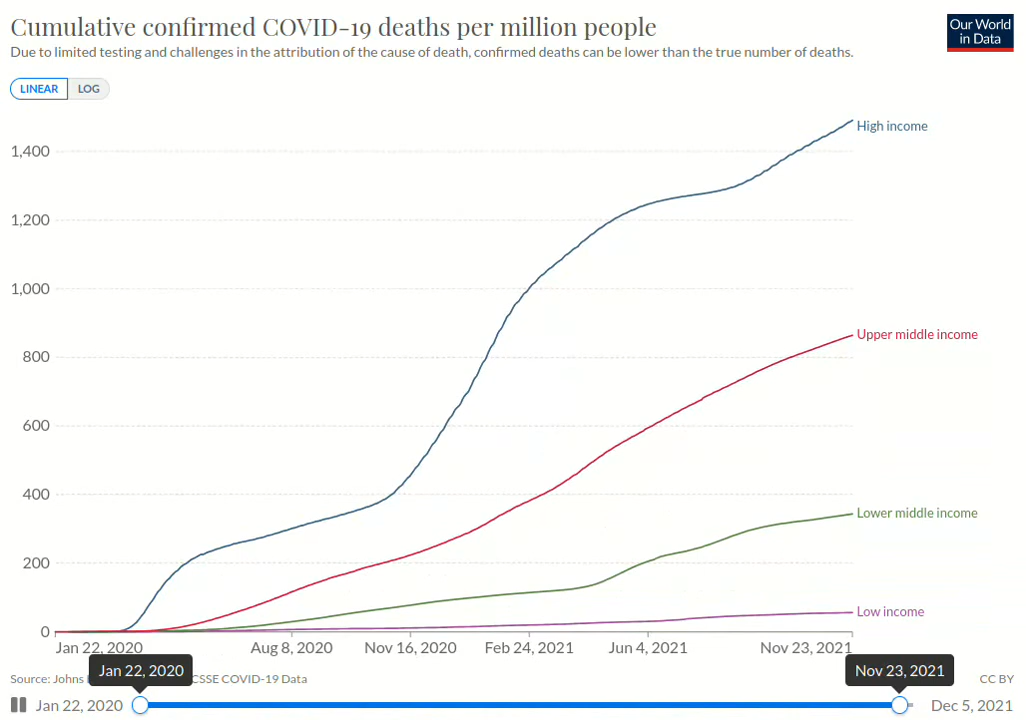 Cumulative confirmed COVID-19 deaths per million people
Our World
in Data
Due to limited testing and challenges in the attribution of the cause of death, confirmed deaths can be lower than the true number of deaths.
LINEAR
LOG
High income
1,400
1,200
1,000
Upper middle income
800
600
400
Lower middle income
200
Low income
0
Jan 22, 2020
Aug 8, 2020
Nov 16, 2020
Feb 24, 2021
Jun 4, 2021
Nov 23, 2021
Jan 22, 2020
Nov 23, 2021
Source: Johns
CSSE COVID-19 Data
CC BY
Jan 22, 2020
Dec 5, 2021